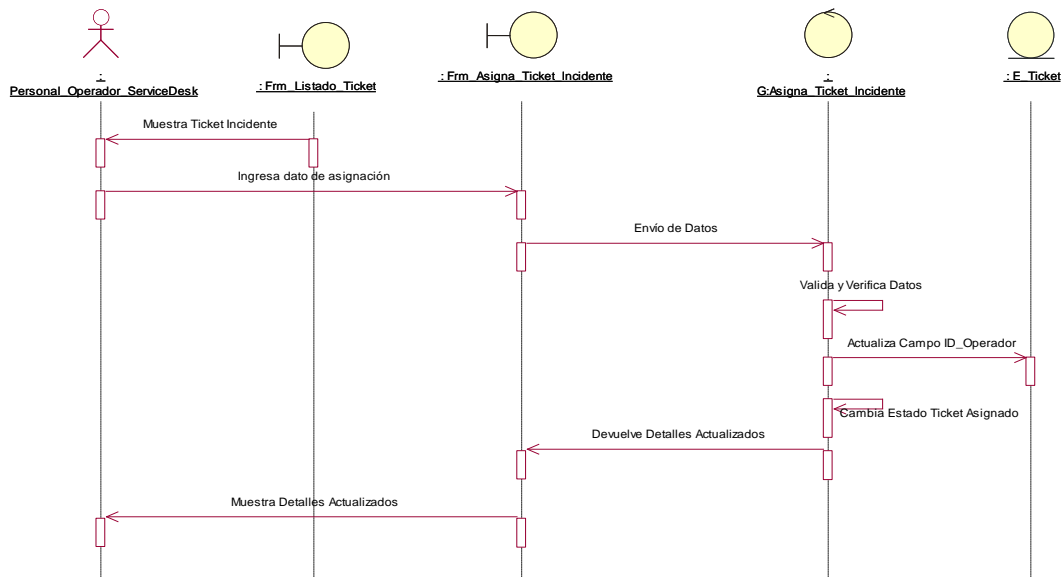 :
Personal_Operador_ServiceDesk
: Frm_Listado_Ticket
: Frm_Asigna_Ticket_Incidente
:
G:Asigna_Ticket_Incidente
: E_Ticket
Muestra Ticket Incidente
Ingresa dato de asignación
Envío de Datos
Valida y Verifica Datos
Actualiza Campo ID_Operador
Cambia Estado Ticket Asignado
Devuelve Detalles Actualizados
Muestra Detalles Actualizados